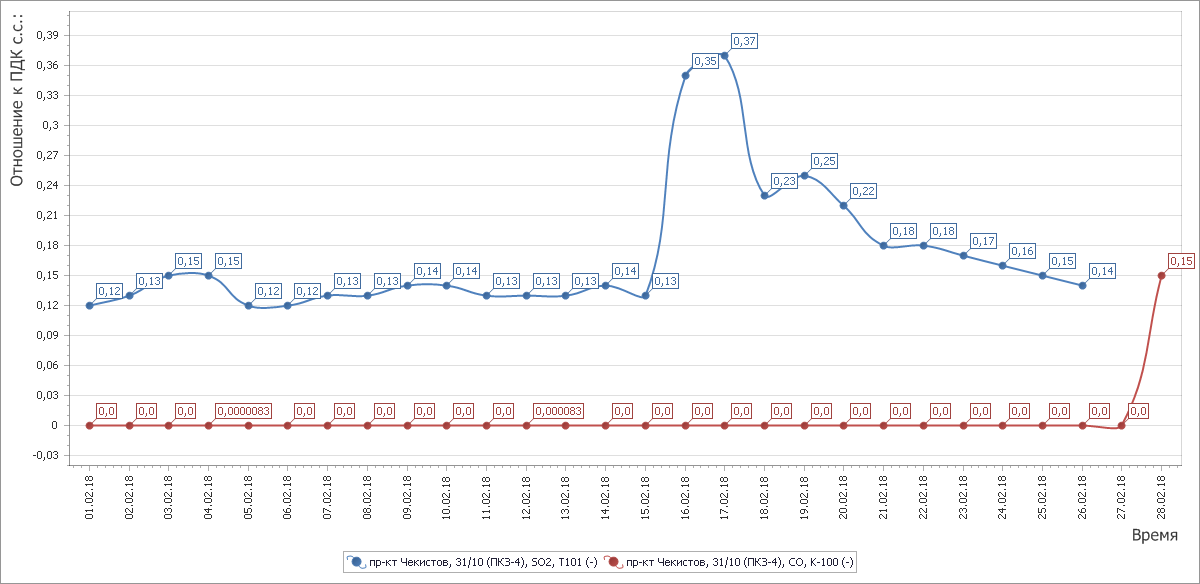 Отношение к ПДК с.с.:
0,39
0,36
0,33
0,3
0,27
0,24
0,21
0,18
0,15
0,12
0,09
0,06
0,03
0
-0,03
0,12 0,13 0,15 0,15 0,12 0,12 0,13 0,13 0,14 0,14 0,13 0,13 0,13 0,14 0,13 0,35 0,37 0,23 0,25 0,22 0,18 0,18 0,17 0,16 0,15 0,14
0,0 0,0 0,0 0,0000083 0,0 0,0 0,0 0,0 0,0 0,0 0,000083 0,0 0,0 0,0 0,0 0,0 0,0 0,0 0,0 0,0 0,0 0,0 0,0 0,0 0,0 0,0 0,15
01.02.18 02.02.18 03.02.18 04.02.18 05.02.18 06.02.18 07.02.18 08.02.18 09.02.18 10.02.18 11.02.18 12.02.18 13.02.18 14.02.18 15.02.18 16.02.18 17.02.18 18.02.18 19.02.18 20.02.18 21.02.18 22.02.18 23.02.18 24.02.18 25.02.18 26.02.18 27.02.18 28.02.18
Время
пр-кт Чекистов, 31/10 (ПКЗ-4), SO2, T101 (-) пр-кт Чекистов, 31/10 (ПКЗ-4), CO, K-100 (-)